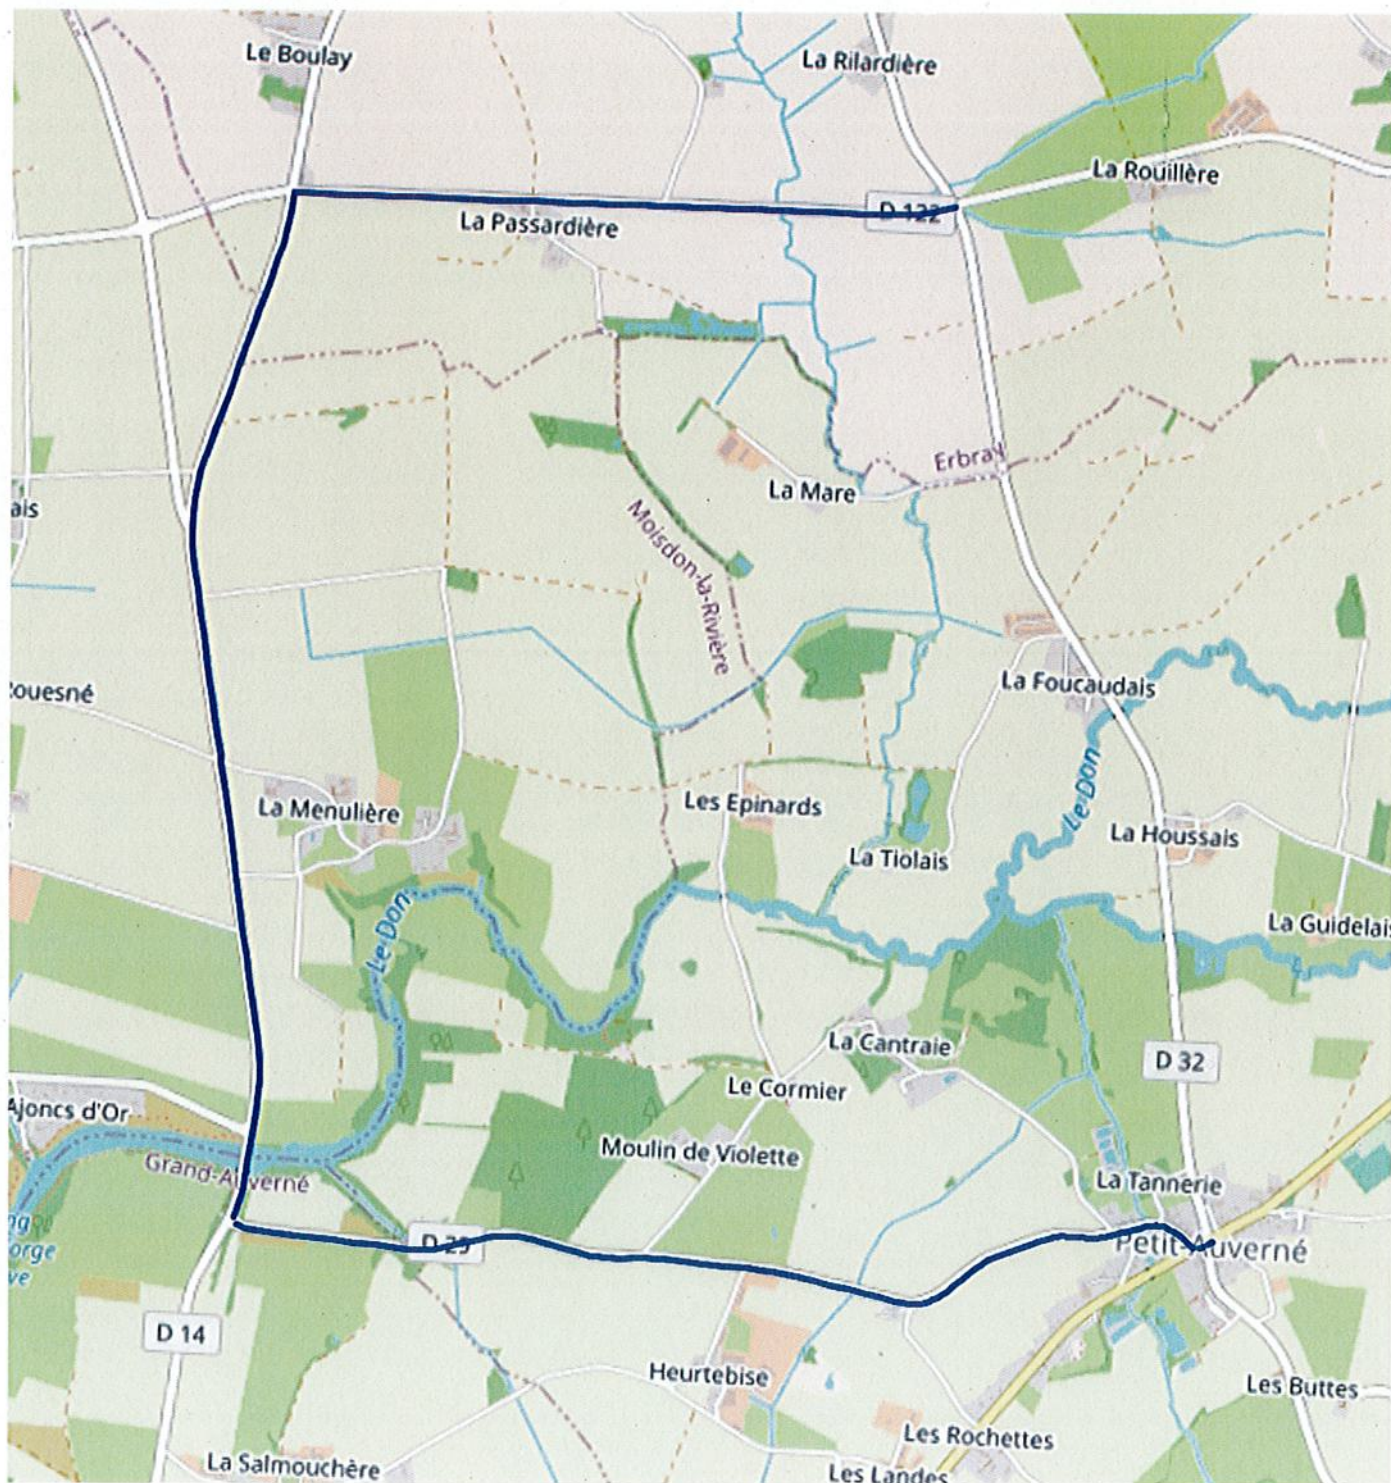 Le Boulay
La Rilardière
La Rouillère
D 122
La Passardière
Erbray
La Mare
ais
Moisdon-la-Rivière
La Foucaudais
ouesné
Le Don
La Menulière
Les Epinards
La Houssais
La Tiolais
La Guidelais
Le Don
La Cantraie
D 32
Le Cormier
Ajoncs d'Or
Moulin de Violette
Grand-Auverné
La Tannerie
ng
orge
ve
Petit-Auverné
D 14
Heurtebise
Les Buttes
Les Rochettes
La Salmouchère
Les Landes